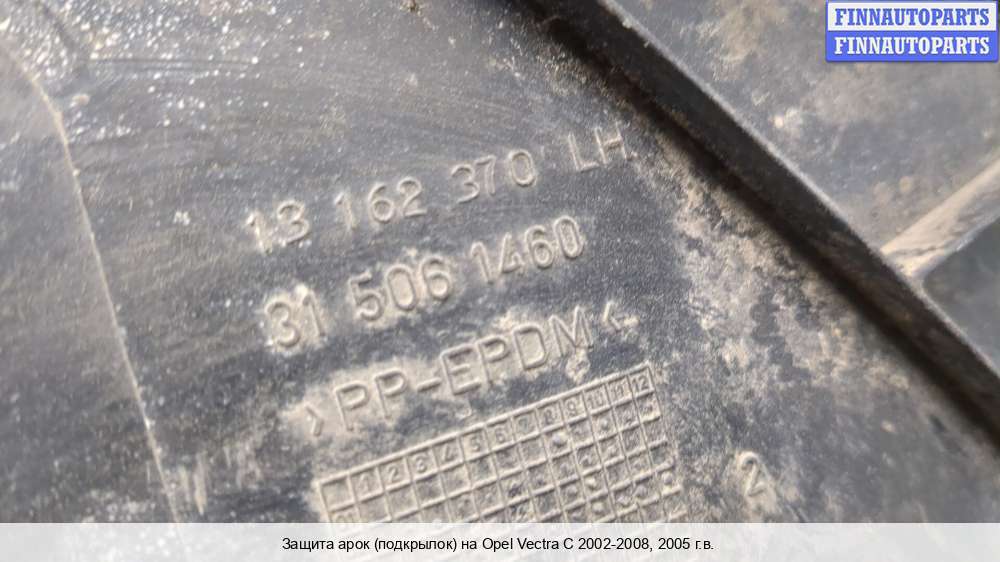 FINNAUTOPARTS
FINNAUTOPARTS
13 162 370 LH
31 506 1460
>PP-EPDM<
1 2 3 4 5 6 7 8 9 10 11 12
2
Защита арок (подкрылок) на Opel Vectra C 2002-2008, 2005 г.в.